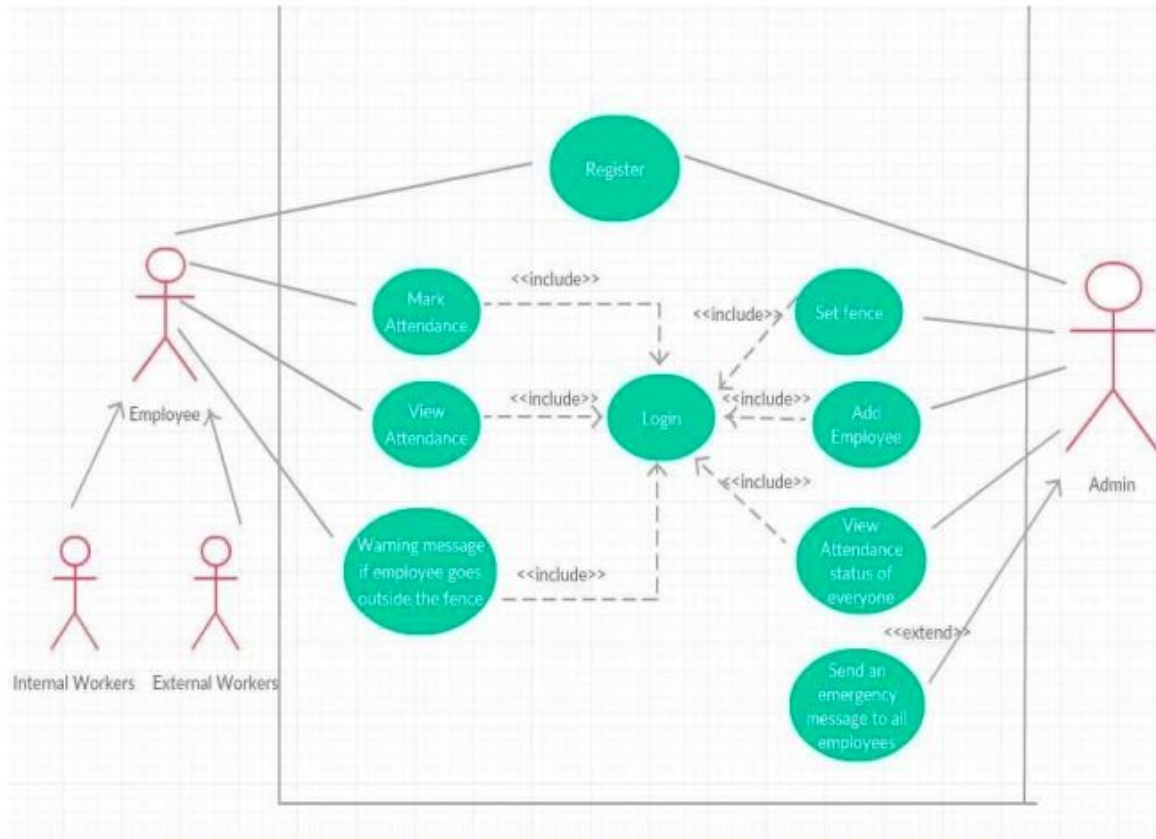 Register
<<include>>
Mark
Attendance
<<include>>
Set fence
<<include>>
View
Attendance
Login
<<include>>
Add
Employee
Employee
<<include>>
Admin
Warning message
if employee goes
outside the fence
<<include>>
View
Attendance
status of
everyone
<<extend>>
Internal Workers
External Workers
Send an
emergency
message to all
employees